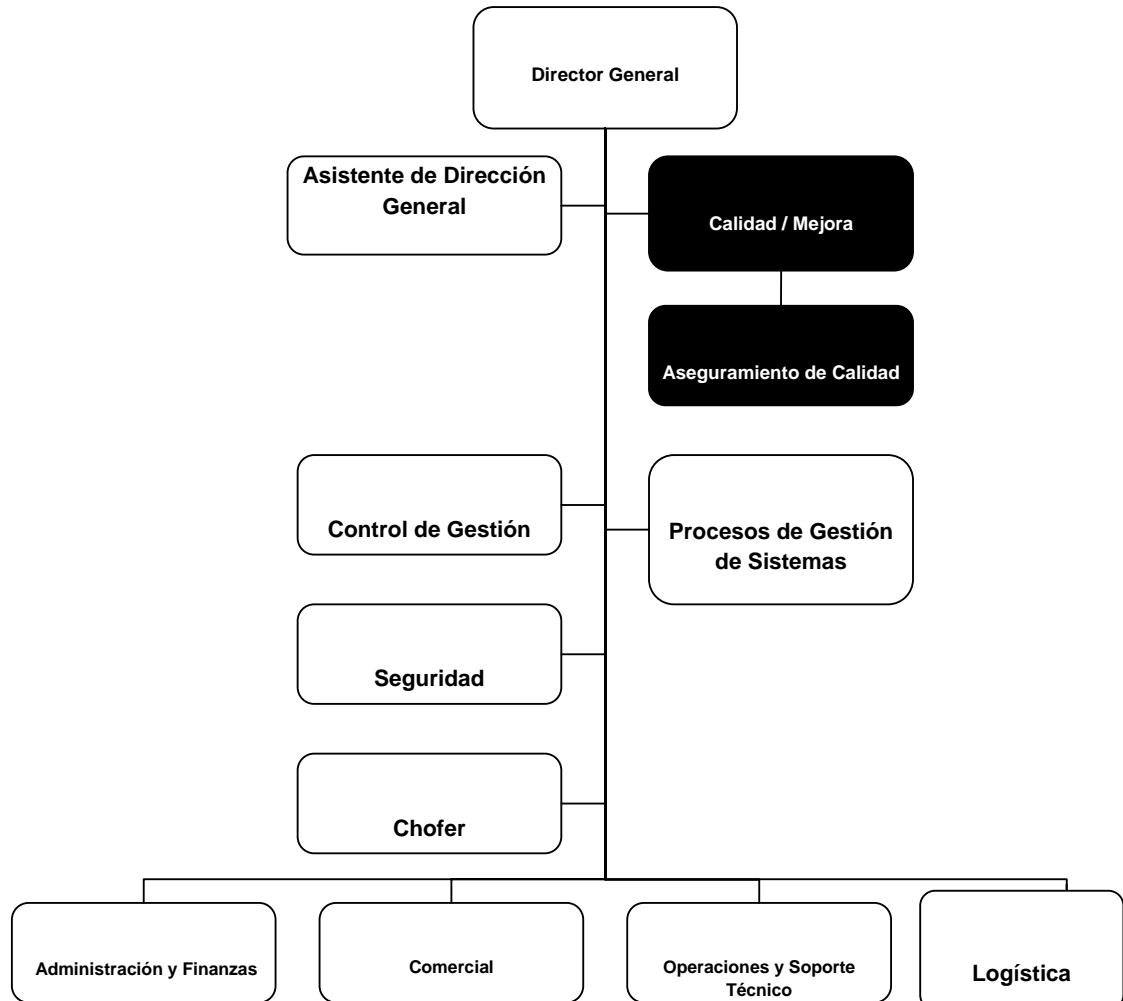 Director General
Asistente de Dirección
General
Calidad / Mejora
Aseguramiento de Calidad
Control de Gestión
Procesos de Gestión
de Sistemas
Seguridad
Chofer
Administración y Finanzas
Comercial
Operaciones y Soporte
Técnico
Logística